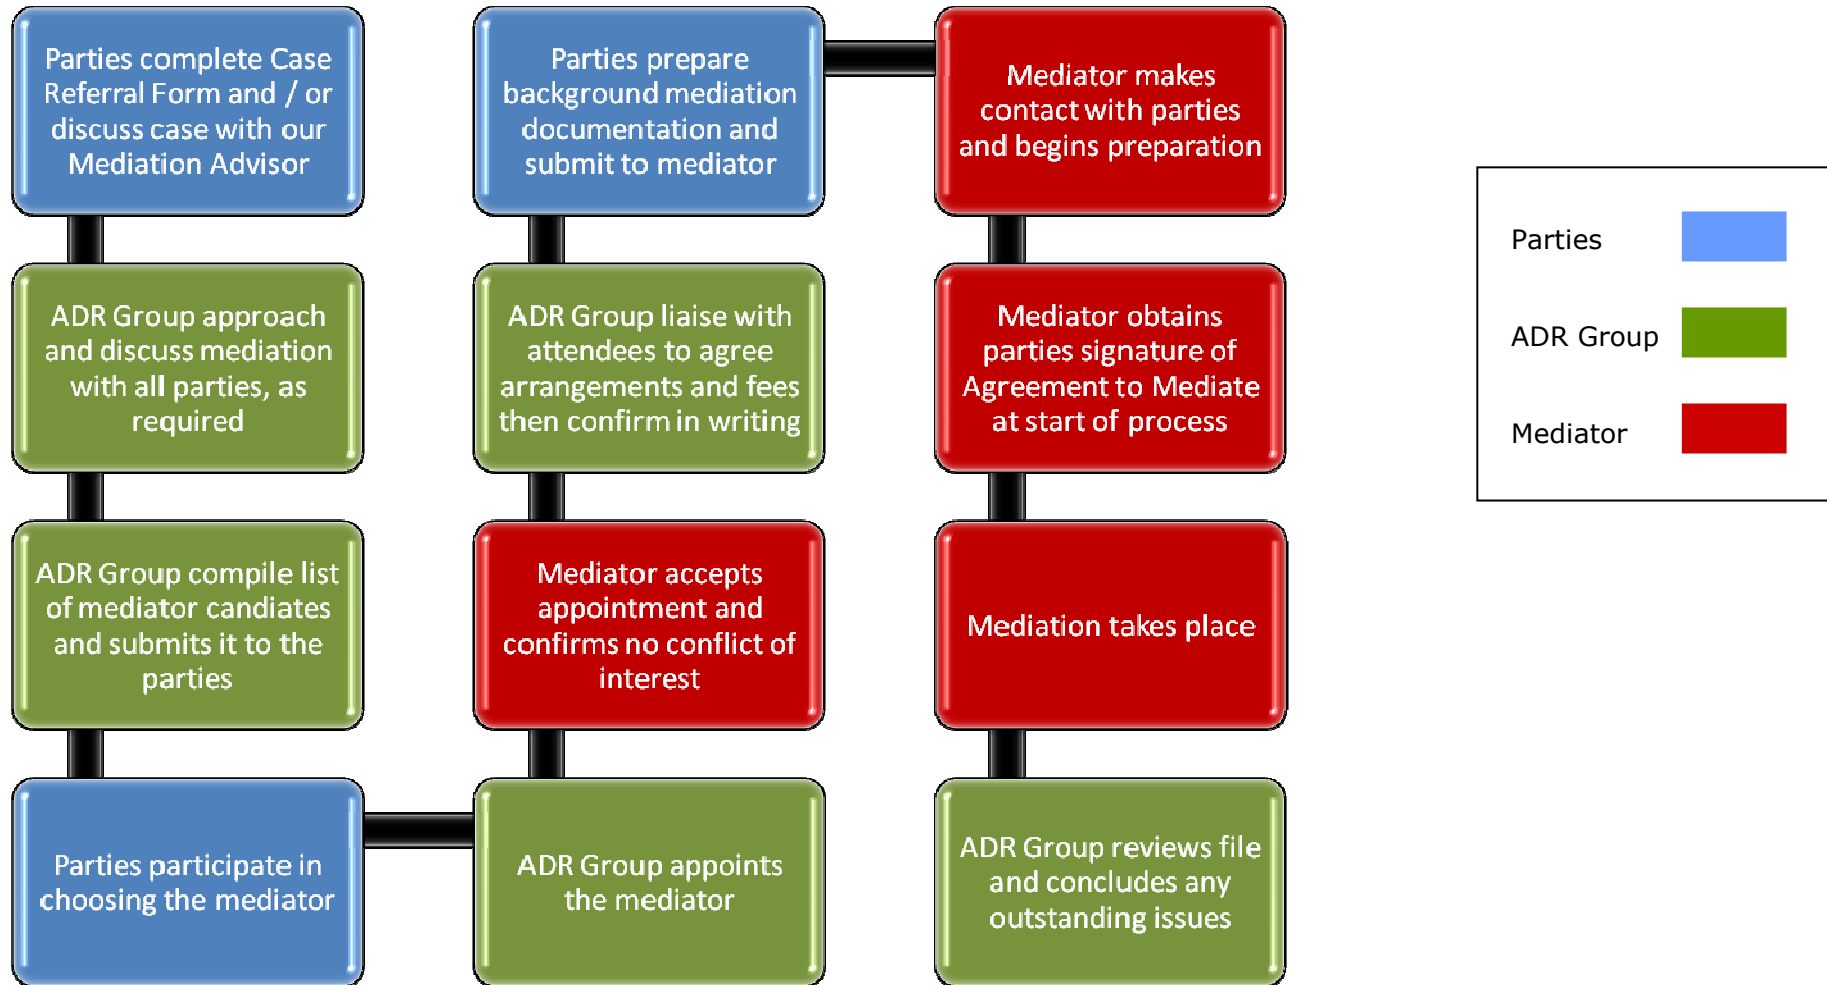 Parties complete Case
Referral Form and / or
discuss case with our
Mediation Advisor
ADR Group approach
and discuss mediation
with all parties, as
required
ADR Group compile list
of mediator candiates
and submits it to the
parties
Parties participate in
choosing the mediator
ADR Group appoints
the mediator
Mediator accepts
appointment and
confirms no conflict of
interest
ADR Group liaise with
attendees to agree
arrangements and fees
then confirm in writing
Parties prepare
background mediation
documentation and
submit to mediator
Mediator makes
contact with parties
and begins preparation
Mediator obtains
parties signature of
Agreement to Mediate
at start of process
Mediation takes place
ADR Group reviews file
and concludes any
outstanding issues
Parties
ADR Group
Mediator